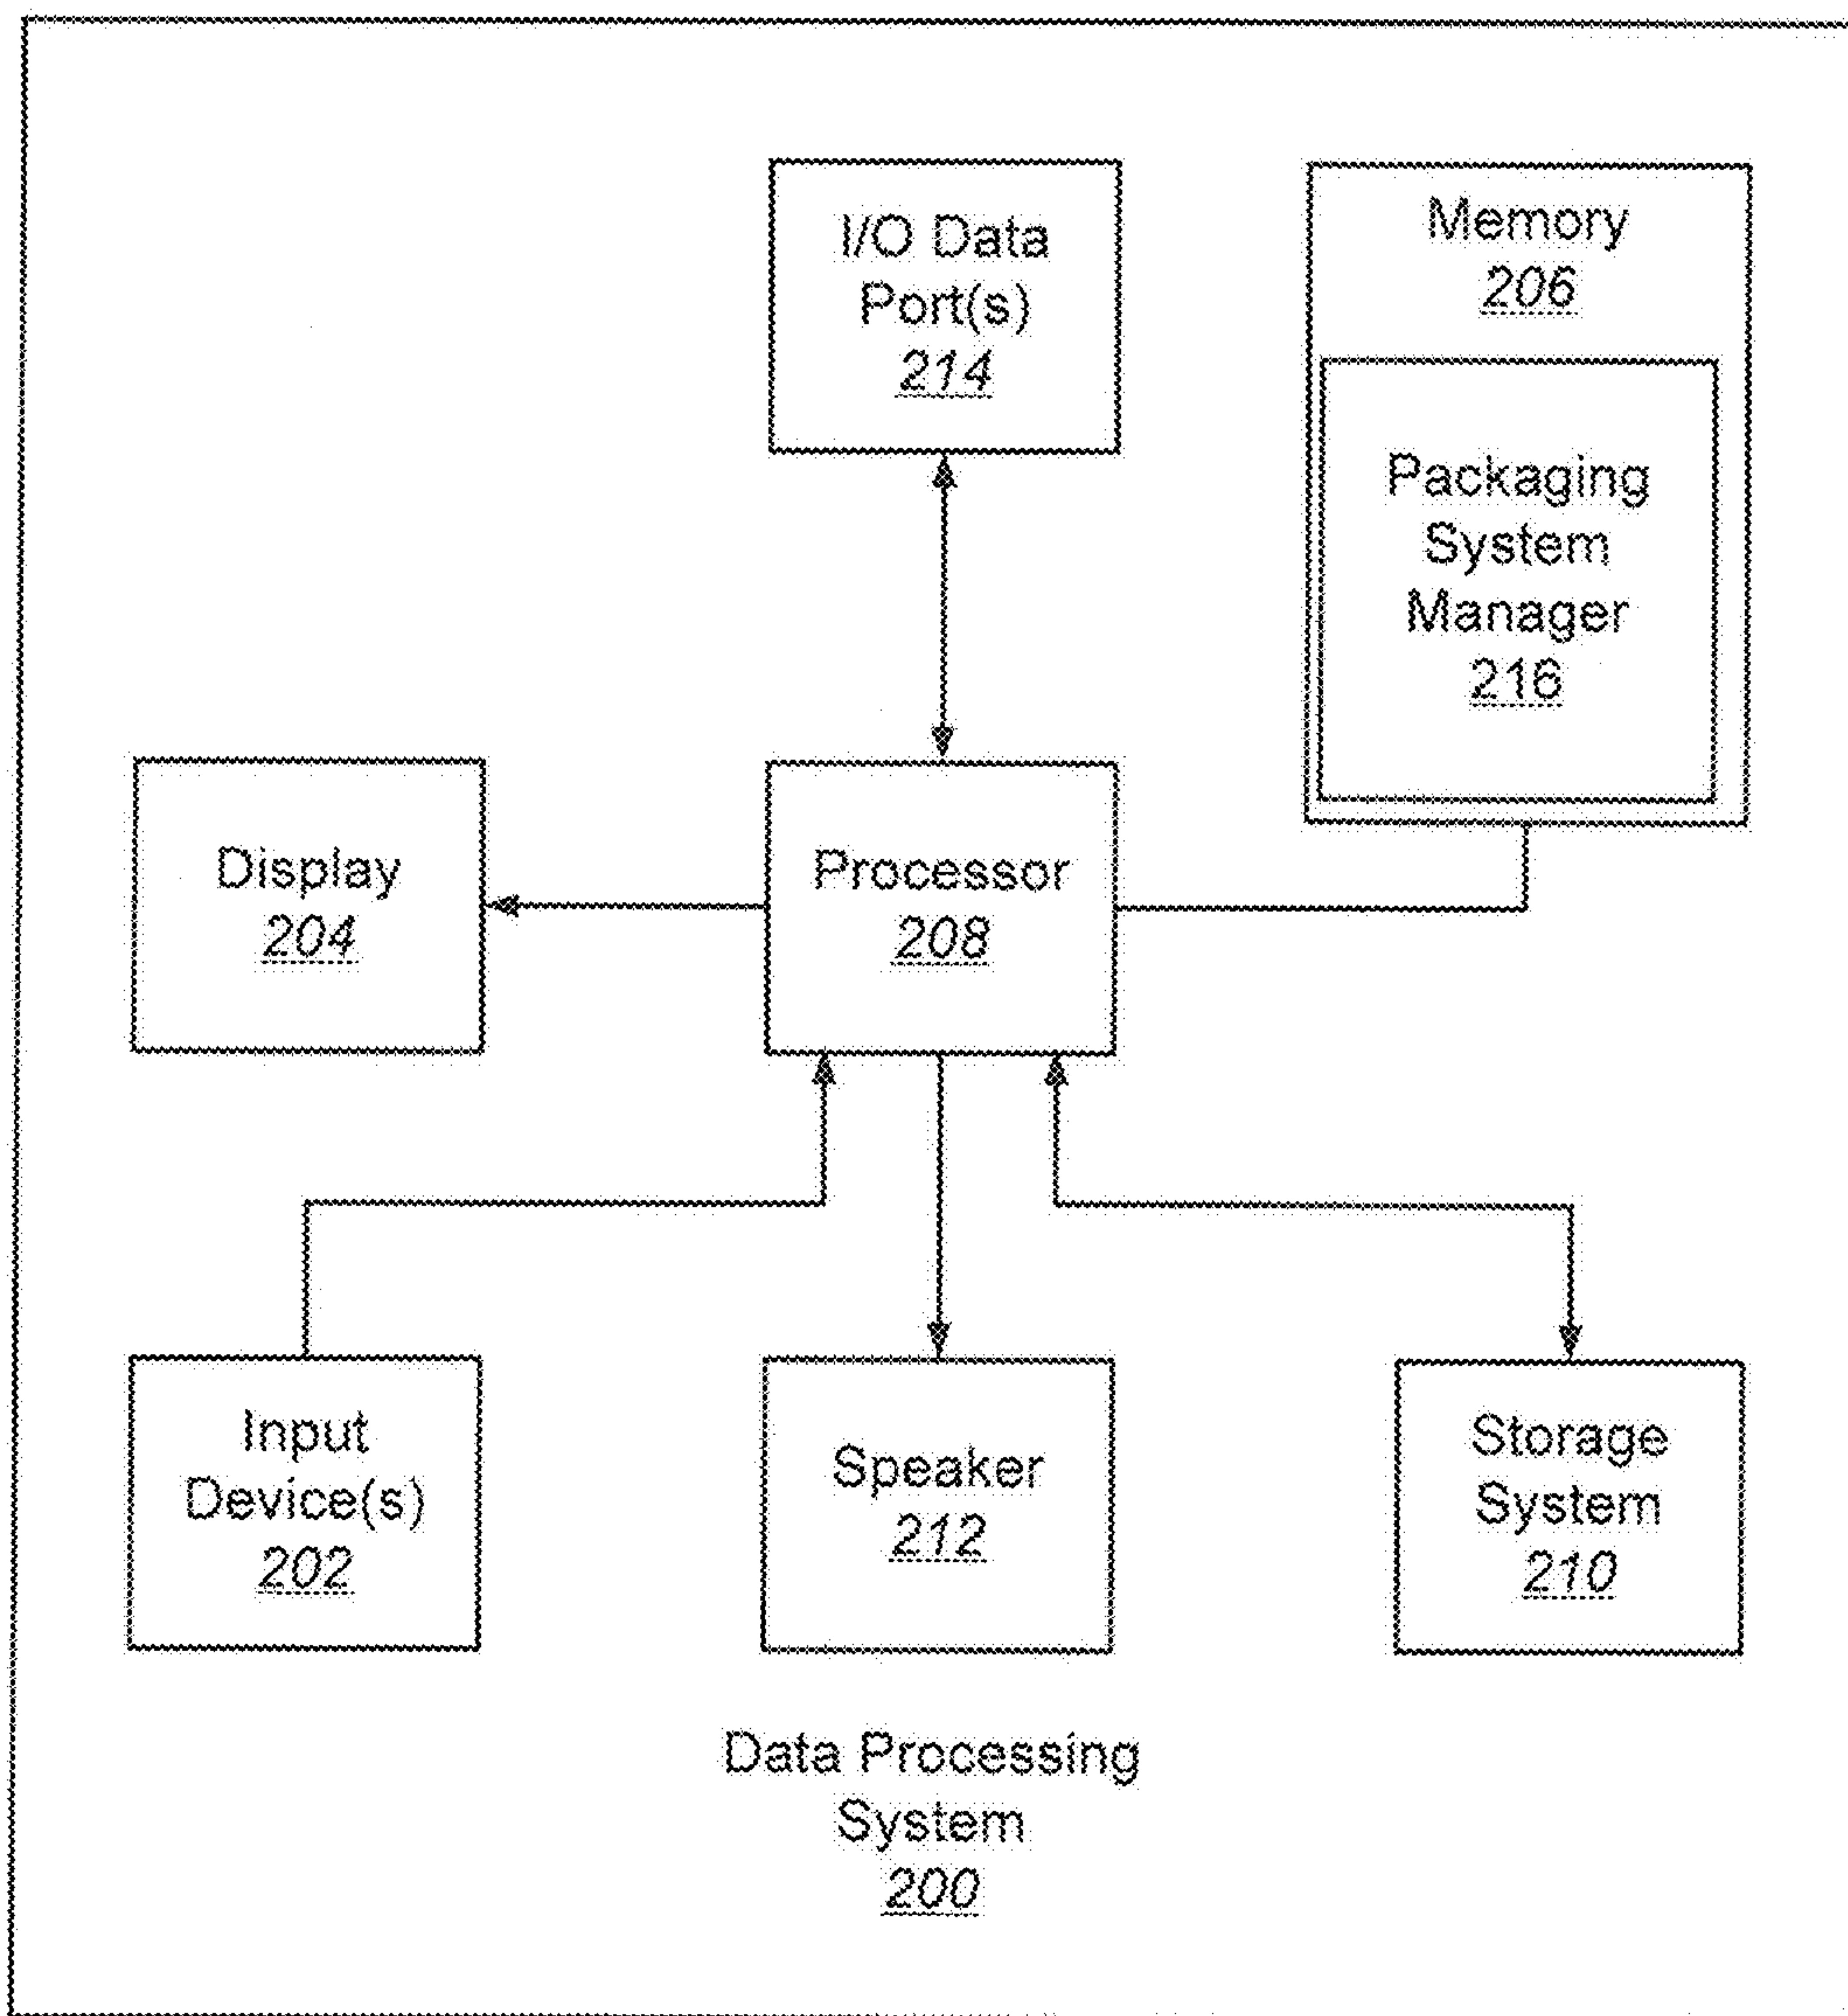 I/O Data
Port(s)
214
Memory
206
Packaging
System
Manager
216
Display
204
Processor
208
Input
Device(s)
202
Speaker
212
Storage
System
210
Data Processing
System
200